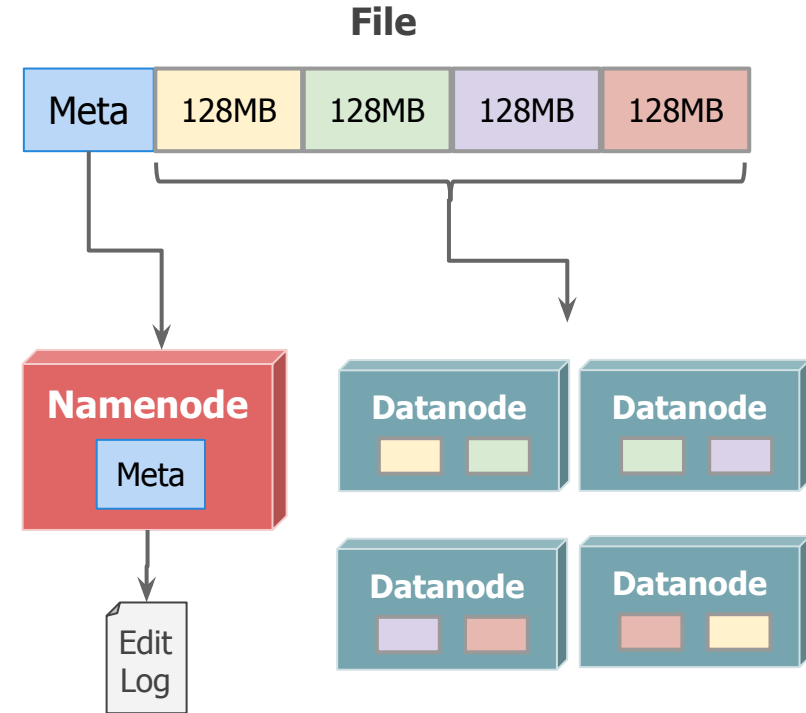 File
Meta 128MB 128MB 128MB 128MB
Namenode
Meta
Datanode
Datanode
Datanode
Datanode
Edit
Log